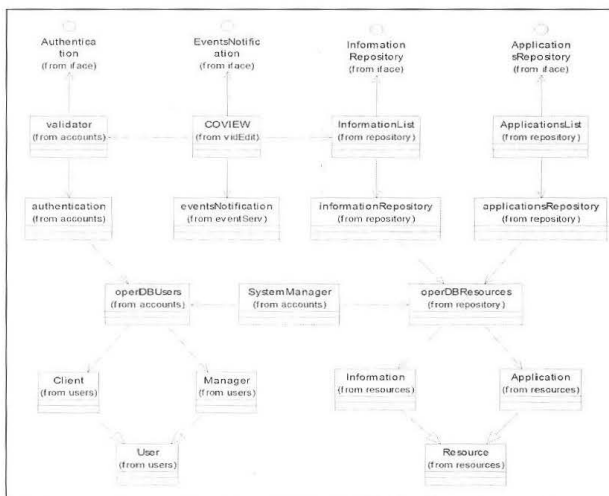 Authentica
tion
(from iface)
EventsNotific
ation
(from iface)
Information
Repository
(from iface)
Application
sRepository
(from iface)
validator
(from accounts)
COVIEW
(from vidEdit)
InformationList
(from repository)
ApplicationsList
(from repository)
authentication
(from accounts)
eventsNotification
(from eventServ)
informationRepository
(from repository)
applicationsRepository
(from repository)
operDBUsers
(from accounts)
SystemManager
(from accounts)
operDBResources
(from repository)
Client
(from users)
Manager
(from users)
Information
(from resources)
Application
(from resources)
User
(from users)
Resource
(from resources)